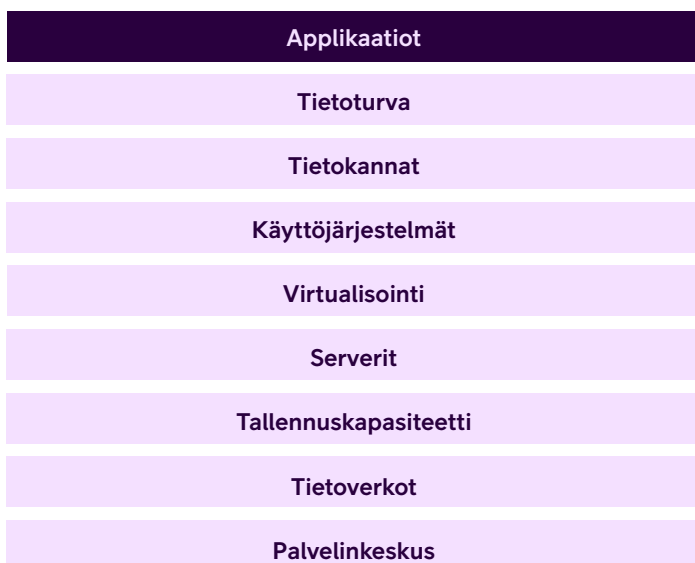 Applikaatiot
Tietoturva
Tietokannat
Käyttöjärjestelmät
Virtualisointi
Serverit
Tallennuskapasiteetti
Tietoverkot
Palvelinkeskus